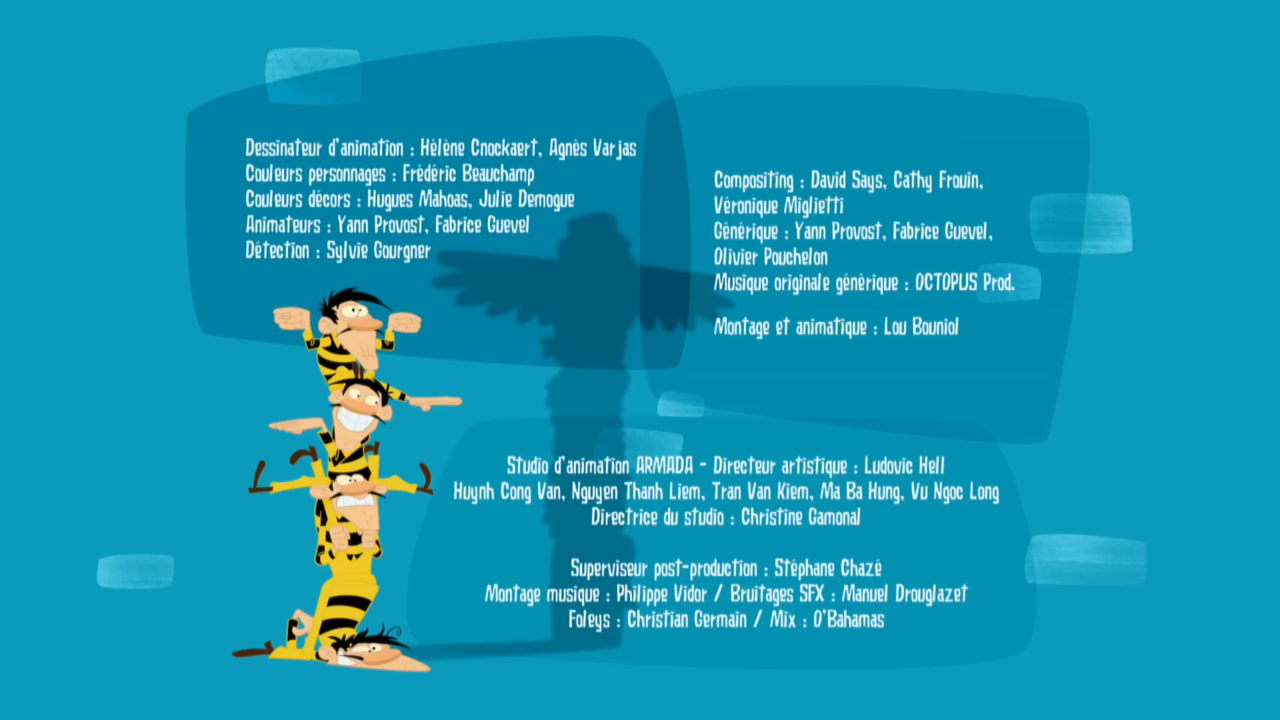 Dessinateur d'animation : Hélène Cnockaert, Agnès Varjas
Couleurs personnages : Frédéric Beauchamp
Couleurs décors : Hugues Mahoas, Julie Demogue
Animateurs : Yann Provost, Fabrice Guevel
Détection : Sylvie Gourgner
Compositing : David Says, Cathy Frouin,
Véronique Miglietti
Générique : Yann Provost, Fabrice Guevel,
Olivier Pouchelon
Musique originale générique : OCTOPUS Prod.
Montage et animatique : Lou Bouniol
Studio d'animation ARMADA - Directeur artistique : Ludovic Hell
Huynh Cong Van, Nguyen Thanh Liem, Tran Van Kiem, Ma Ba Hung, Vu Ngoc Long
Directrice du studio : Christine Gamonal
Superviseur post-production : Stéphane Chazé
Montage musique : Philippe Vidor / Bruitages SFX : Manuel Drouglazet
Foleys : Christian Germain / Mix : O'Bahamas